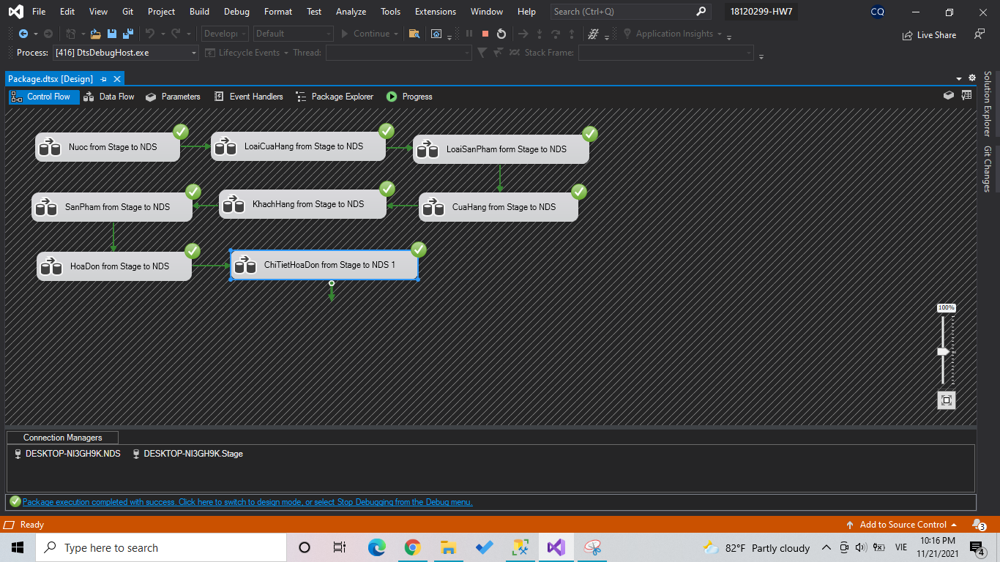 File Edit View Git Project Build Debug Format Test Analyze Tools Extensions Window Help Search (Ctrl+Q) 18120299-HW7 CQ
Develop Default Continue Application Insights Live Share
Process: [416] DtsDebugHost.exe Lifecycle Events Thread: Stack Frame:
Package.dtsx [Design]
Control Flow Data Flow Parameters Event Handlers Package Explorer Progress
Solution Explorer
Git Changes
Nuoc from Stage to NDS
LoaiCuaHang from Stage to NDS
LoaiSanPham form Stage to NDS
SanPham from Stage to NDS
KhachHang from Stage to NDS
CuaHang from Stage to NDS
HoaDon from Stage to NDS
ChiTietHoaDon from Stage to NDS 1
100%
Connection Managers
DESKTOP-NI3GH9K.NDS DESKTOP-NI3GH9K.Stage
Package execution completed with success. Click here to switch to design mode, or select Stop Debugging from the Debug menu.
Ready Add to Source Control 3
Type here to search 82°F Partly cloudy VIE 10:16 PM
11/21/2021 4